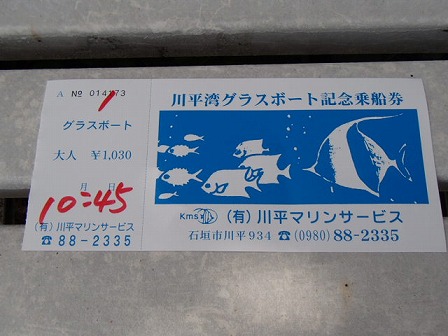 A № 014173
グラスボート
大人 ¥1,030
月 日
10:45
(有)川平マリンサービス
☎ 88-2335
川平湾グラスボート記念乗船券
Kms (有)川平マリンサービス
石垣市川平934 ☎(0980)88-2335